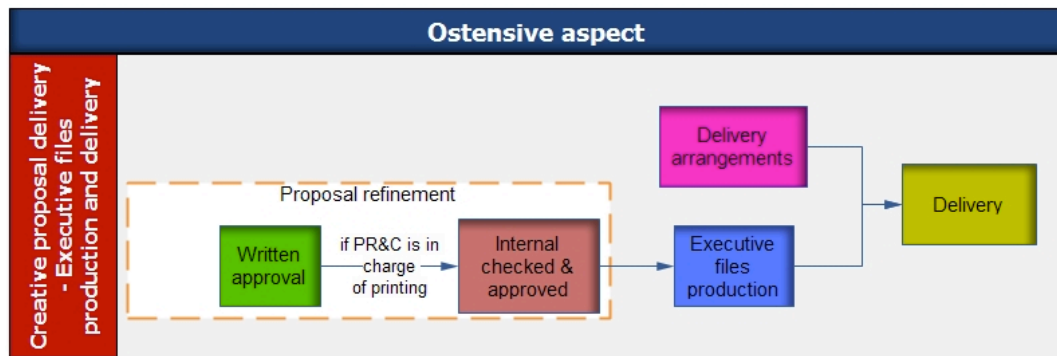 Ostensive aspect
Creative proposal delivery
- Executive files
production and delivery
Proposal refinement
Written
approval
if PR&C is in
charge
of printing
Internal
checked &
approved
Delivery
arrangements
Executive
files
production
Delivery